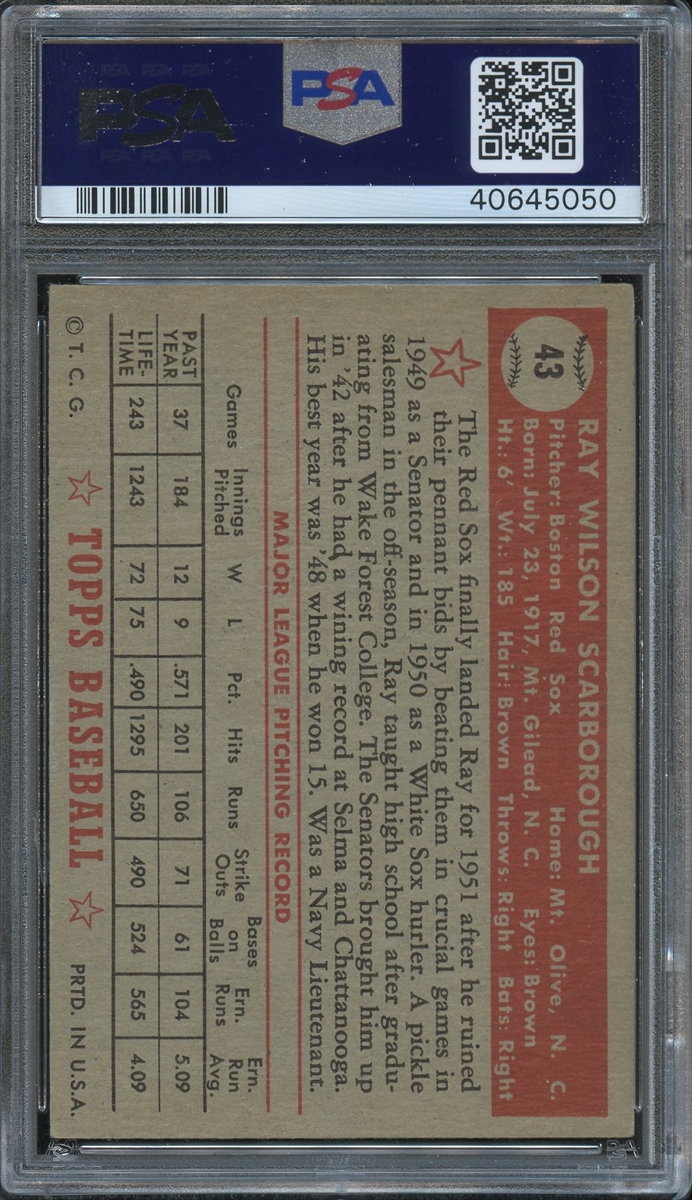 PSA
PSA
40645050
43
RAY WILSON SCARBOROUGH
Pitcher: Boston Red Sox Home: Mt. Olive, N. C.
Born: July 23, 1917, Mt. Gilead, N. C. Eyes: Brown
Ht.: 6' Wt.: 185 Hair: Brown Throws: Right Bats: Right
The Red Sox finally landed Ray for 1951 after he ruined
their pennant bids by beating them in crucial games in
1949 as a Senator and in 1950 as a White Sox hurler. A pickle
salesman in the off-season, Ray taught high school after gradu-
ating from Wake Forest College. The Senators brought him up
in '42 after he had a wining record at Selma and Chattanooga.
His best year was '48 when he won 15. Was a Navy Lieutenant.
MAJOR LEAGUE PITCHING RECORD
Games Innings Pitched W L Pct. Hits Runs Strike Outs Bases on Balls Ern. Runs Ern. Run Avg.
PAST YEAR 37 184 12 9 .571 201 106 71 61 104 5.09
LIFE-TIME 243 1243 72 75 .490 1295 650 490 524 565 4.09
© T. C. G. TOPPS BASEBALL PRTD. IN U.S.A.